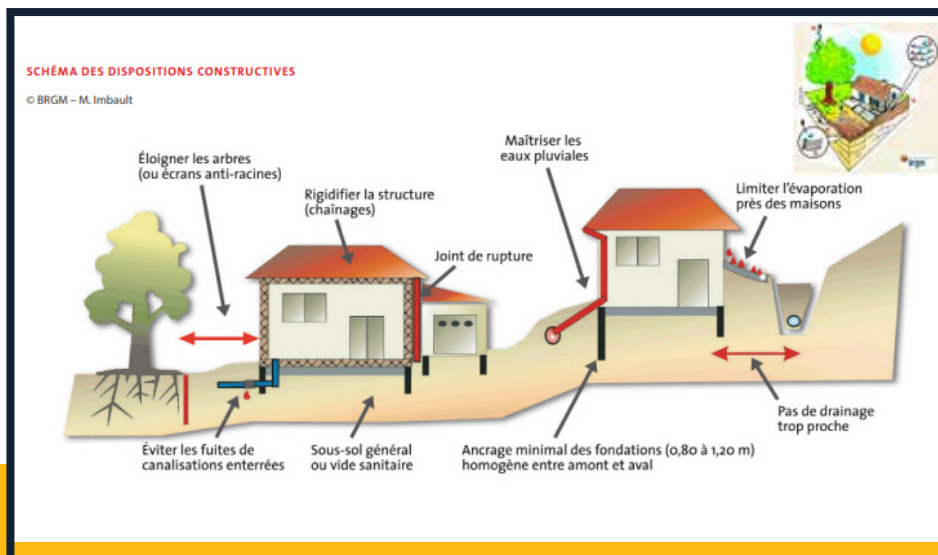 SCHÉMA DES DISPOSITIONS CONSTRUCTIVES
© BRGM – M. Imbault
Éloigner les arbres
(ou écrans anti-racines)
Rigidifier la structure
(chaînages)
Joint de rupture
Maîtriser les
eaux pluviales
Limiter l’évaporation
près des maisons
Éviter les fuites de
canalisations enterrées
Sous-sol général
ou vide sanitaire
Ancrage minimal des fondations (0,80 à 1,20 m)
homogène entre amont et aval
Pas de drainage
trop proche